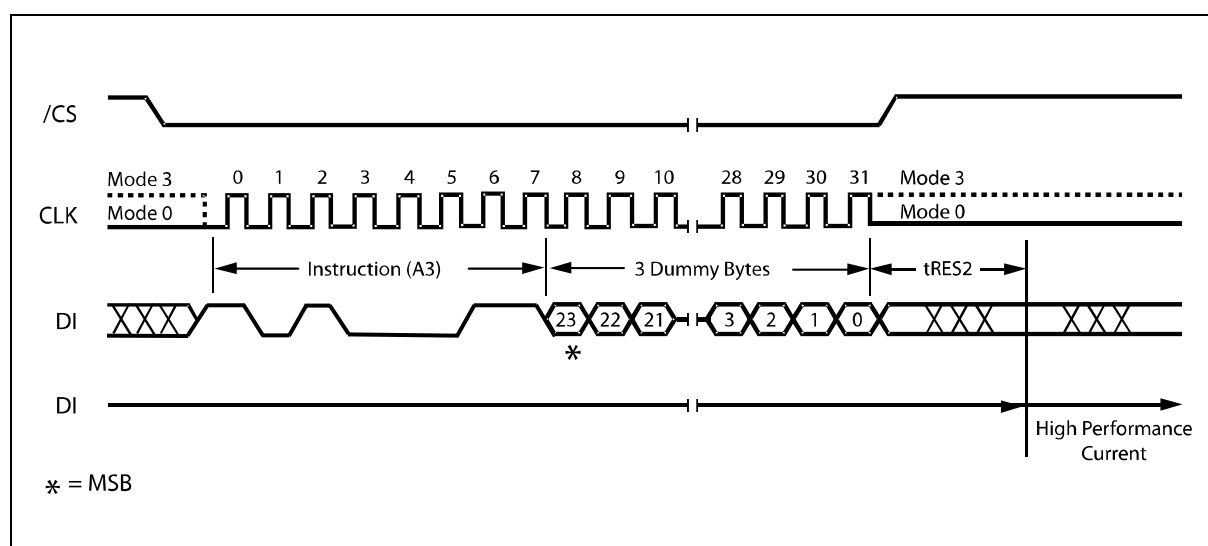 /CS
Mode 3
0 1 2 3 4 5 6 7 8 9 10 28 29 30 31
Mode 3
CLK
Mode 0
Mode 0
Instruction (A3)
3 Dummy Bytes
tRES2
DI
23 22 21 3 2 1 0
*
DI
High Performance
Current
* = MSB